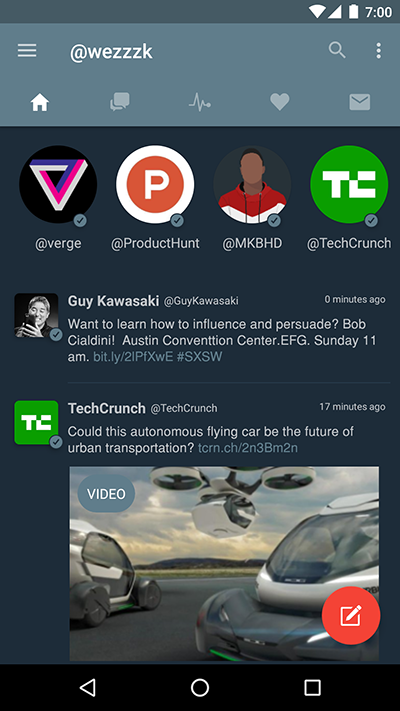 7:00
@wezzzk
P
TC
@verge
@ProductHunt
@MKBHD
@TechCrunch
Guy Kawasaki @GuyKawasaki 0 minutes ago
Want to learn how to influence and persuade? Bob
Cialdini! Austin Conventtion Center.EFG. Sunday 11
am. bit.ly/2lPfXwE #SXSW
TC
TechCrunch @TechCrunch 17 minutes ago
Could this autonomous flying car be the future of
urban transportation? tcrn.ch/2n3Bm2n
VIDEO